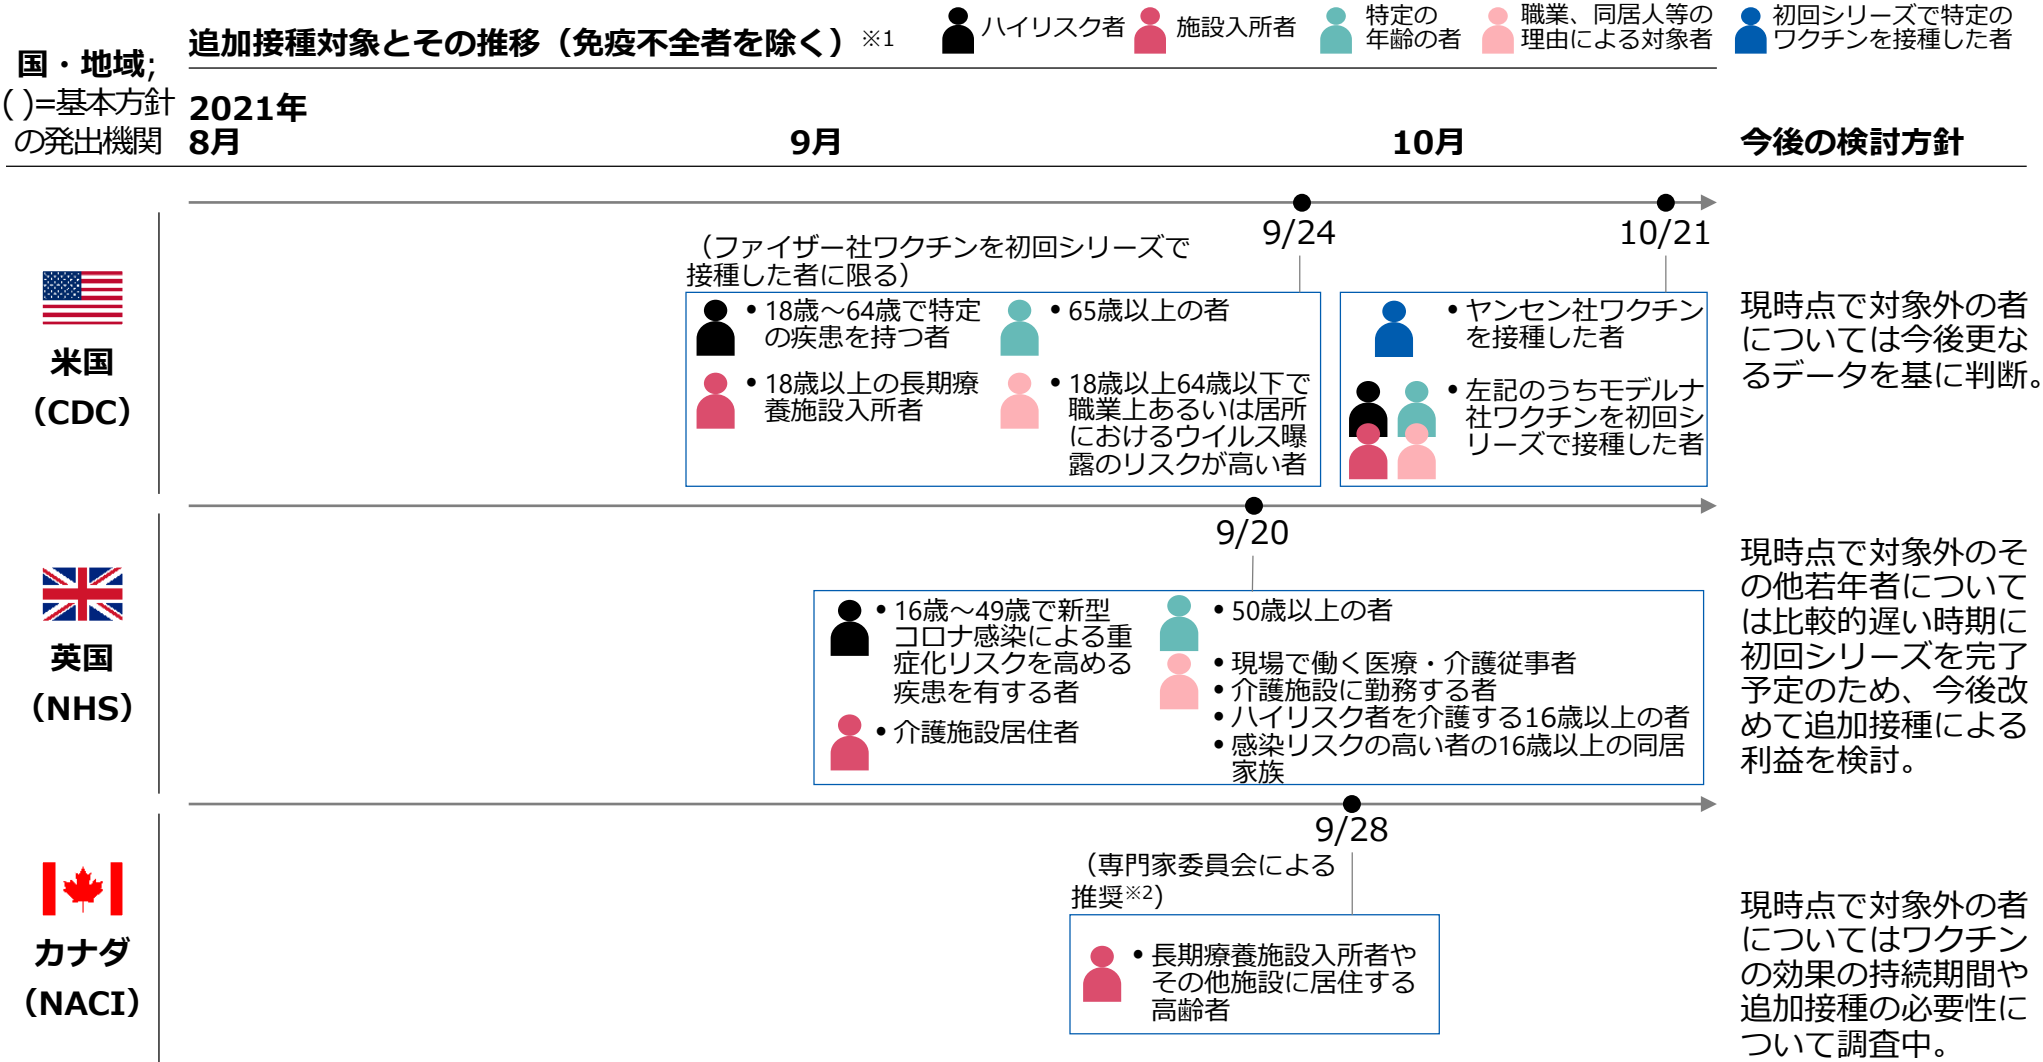 国・地域;
( )=基本方針
の発出機関
追加接種対象とその推移（免疫不全者を除く）※1
ハイリスク者
施設入所者
特定の
年齢の者
職業、同居人等の
理由による対象者
初回シリーズで特定の
ワクチンを接種した者
2021年
8月
9月
10月
今後の検討方針
米国
（CDC）
9/24
10/21
（ファイザー社ワクチンを初回シリーズで
接種した者に限る）
• 18歳～64歳で特定
の疾患を持つ者
• 18歳以上の長期療
養施設入所者
• 65歳以上の者
• 18歳以上64歳以下で
職業上あるいは居所
におけるウイルス曝
露のリスクが高い者
• ヤンセン社ワクチン
を接種した者
• 左記のうちモデルナ
社ワクチンを初回シ
リーズで接種した者
現時点で対象外の者
については今後更な
るデータを基に判断。
英国
（NHS）
9/20
• 16歳～49歳で新型
コロナ感染による重
症化リスクを高める
疾患を有する者
• 介護施設居住者
• 50歳以上の者
• 現場で働く医療・介護従事者
• 介護施設に勤務する者
• ハイリスク者を介護する16歳以上の者
• 感染リスクの高い者の16歳以上の同居
家族
現時点で対象外のそ
の他若年者について
は比較的遅い時期に
初回シリーズを完了
予定のため、今後改
めて追加接種による
利益を検討。
カナダ
（NACI）
9/28
（専門家委員会による
推奨※2）
• 長期療養施設入所者や
その他施設に居住する
高齢者
現時点で対象外の者
についてはワクチン
の効果の持続期間や
追加接種の必要性に
ついて調査中。